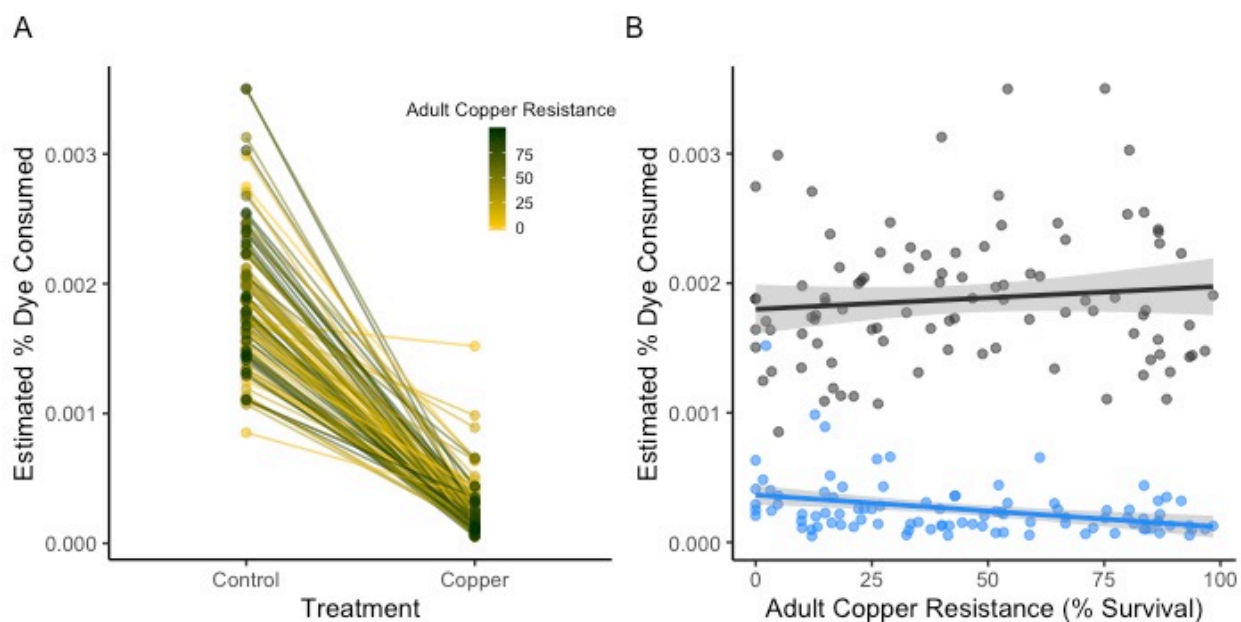 A
Estimated % Dye Consumed
0.003
0.002
0.001
0.000
Adult Copper Resistance
75
50
25
0
Control
Copper
Treatment
B
Estimated % Dye Consumed
0.003
0.002
0.001
0.000
0
25
50
75
100
Adult Copper Resistance (% Survival)